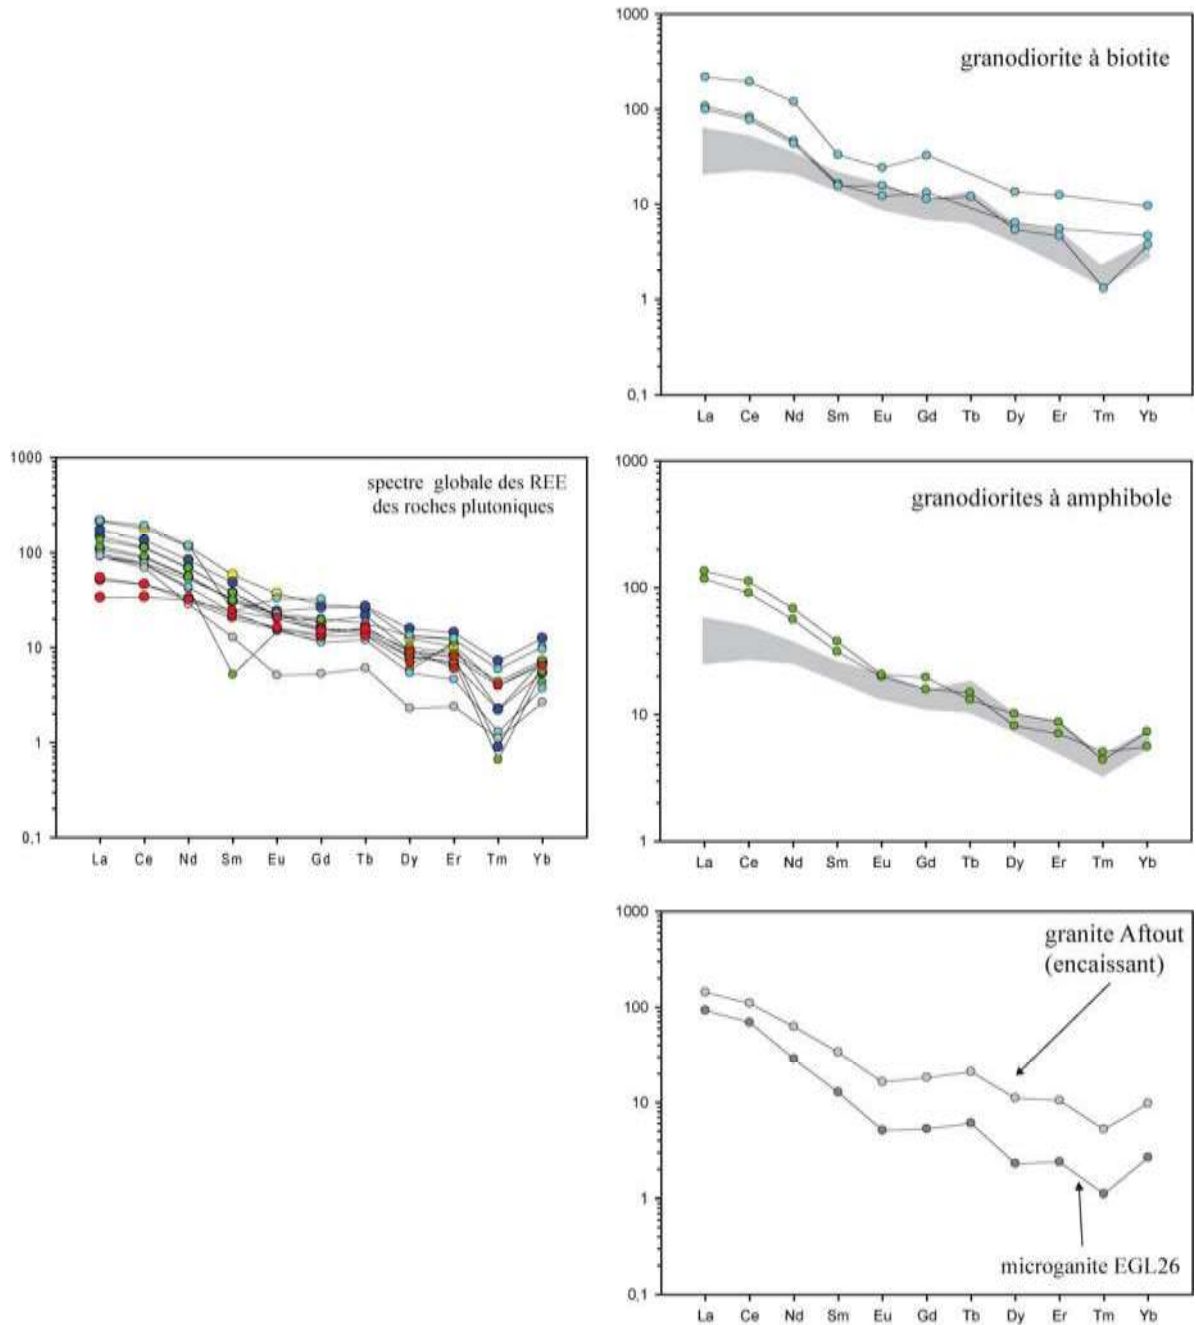 1000
100
10
1
0,1
granodiorite à biotite
La Ce Nd Sm Eu Gd Tb Dy Er Tm Yb
1000
100
10
1
0,1
spectre globale des REE
des roches plutoniques
La Ce Nd Sm Eu Gd Tb Dy Er Tm Yb
1000
100
10
1
granodiorites à amphibole
La Ce Nd Sm Eu Gd Tb Dy Er Tm Yb
1000
100
10
1
0,1
granite Aftout
(encaissant)
microganite EGL26
La Ce Nd Sm Eu Gd Tb Dy Er Tm Yb